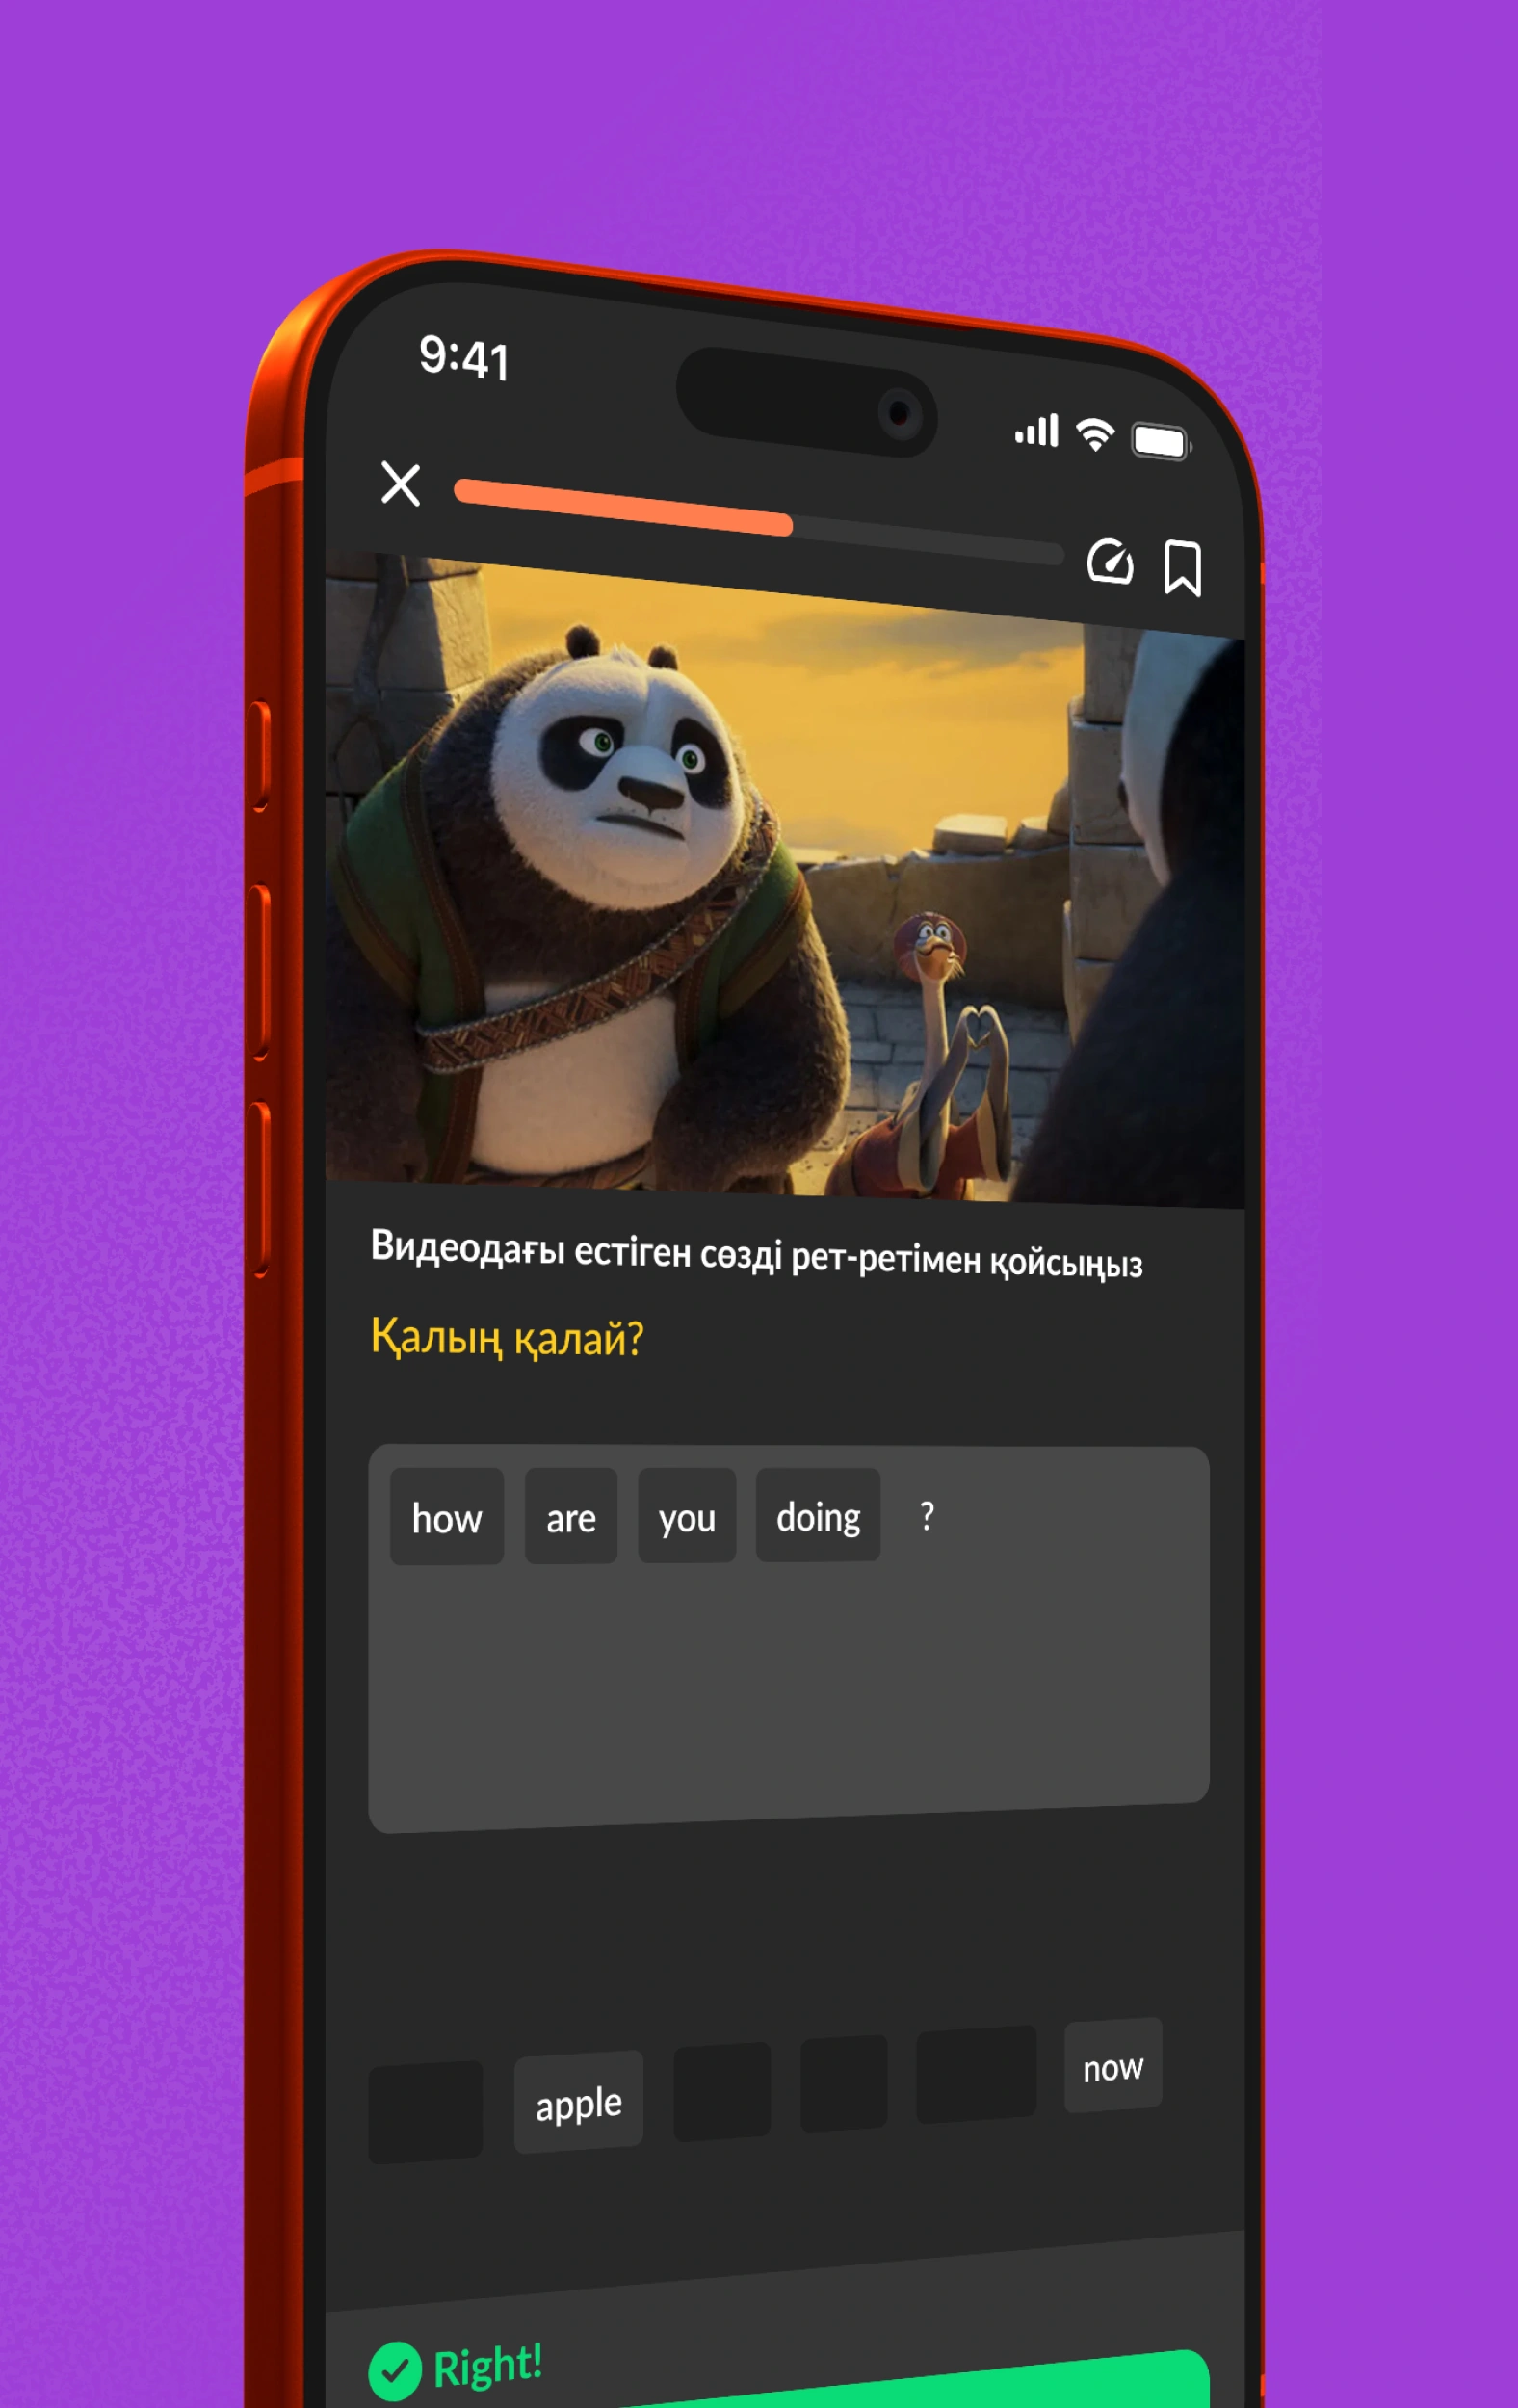 9:41
Видеодағы естіген сөзді рет-ретімен қойсыңыз
Қалың қалай?
how are you doing ?
apple now
Right!